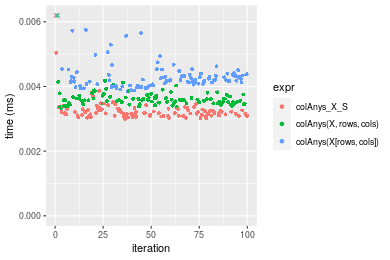 0.006
0.004
0.002
0.000
time (ms)
0
25
50
75
100
iteration
expr
colAnys_X_S
colAnys(X, rows, cols)
colAnys(X[rows, cols])